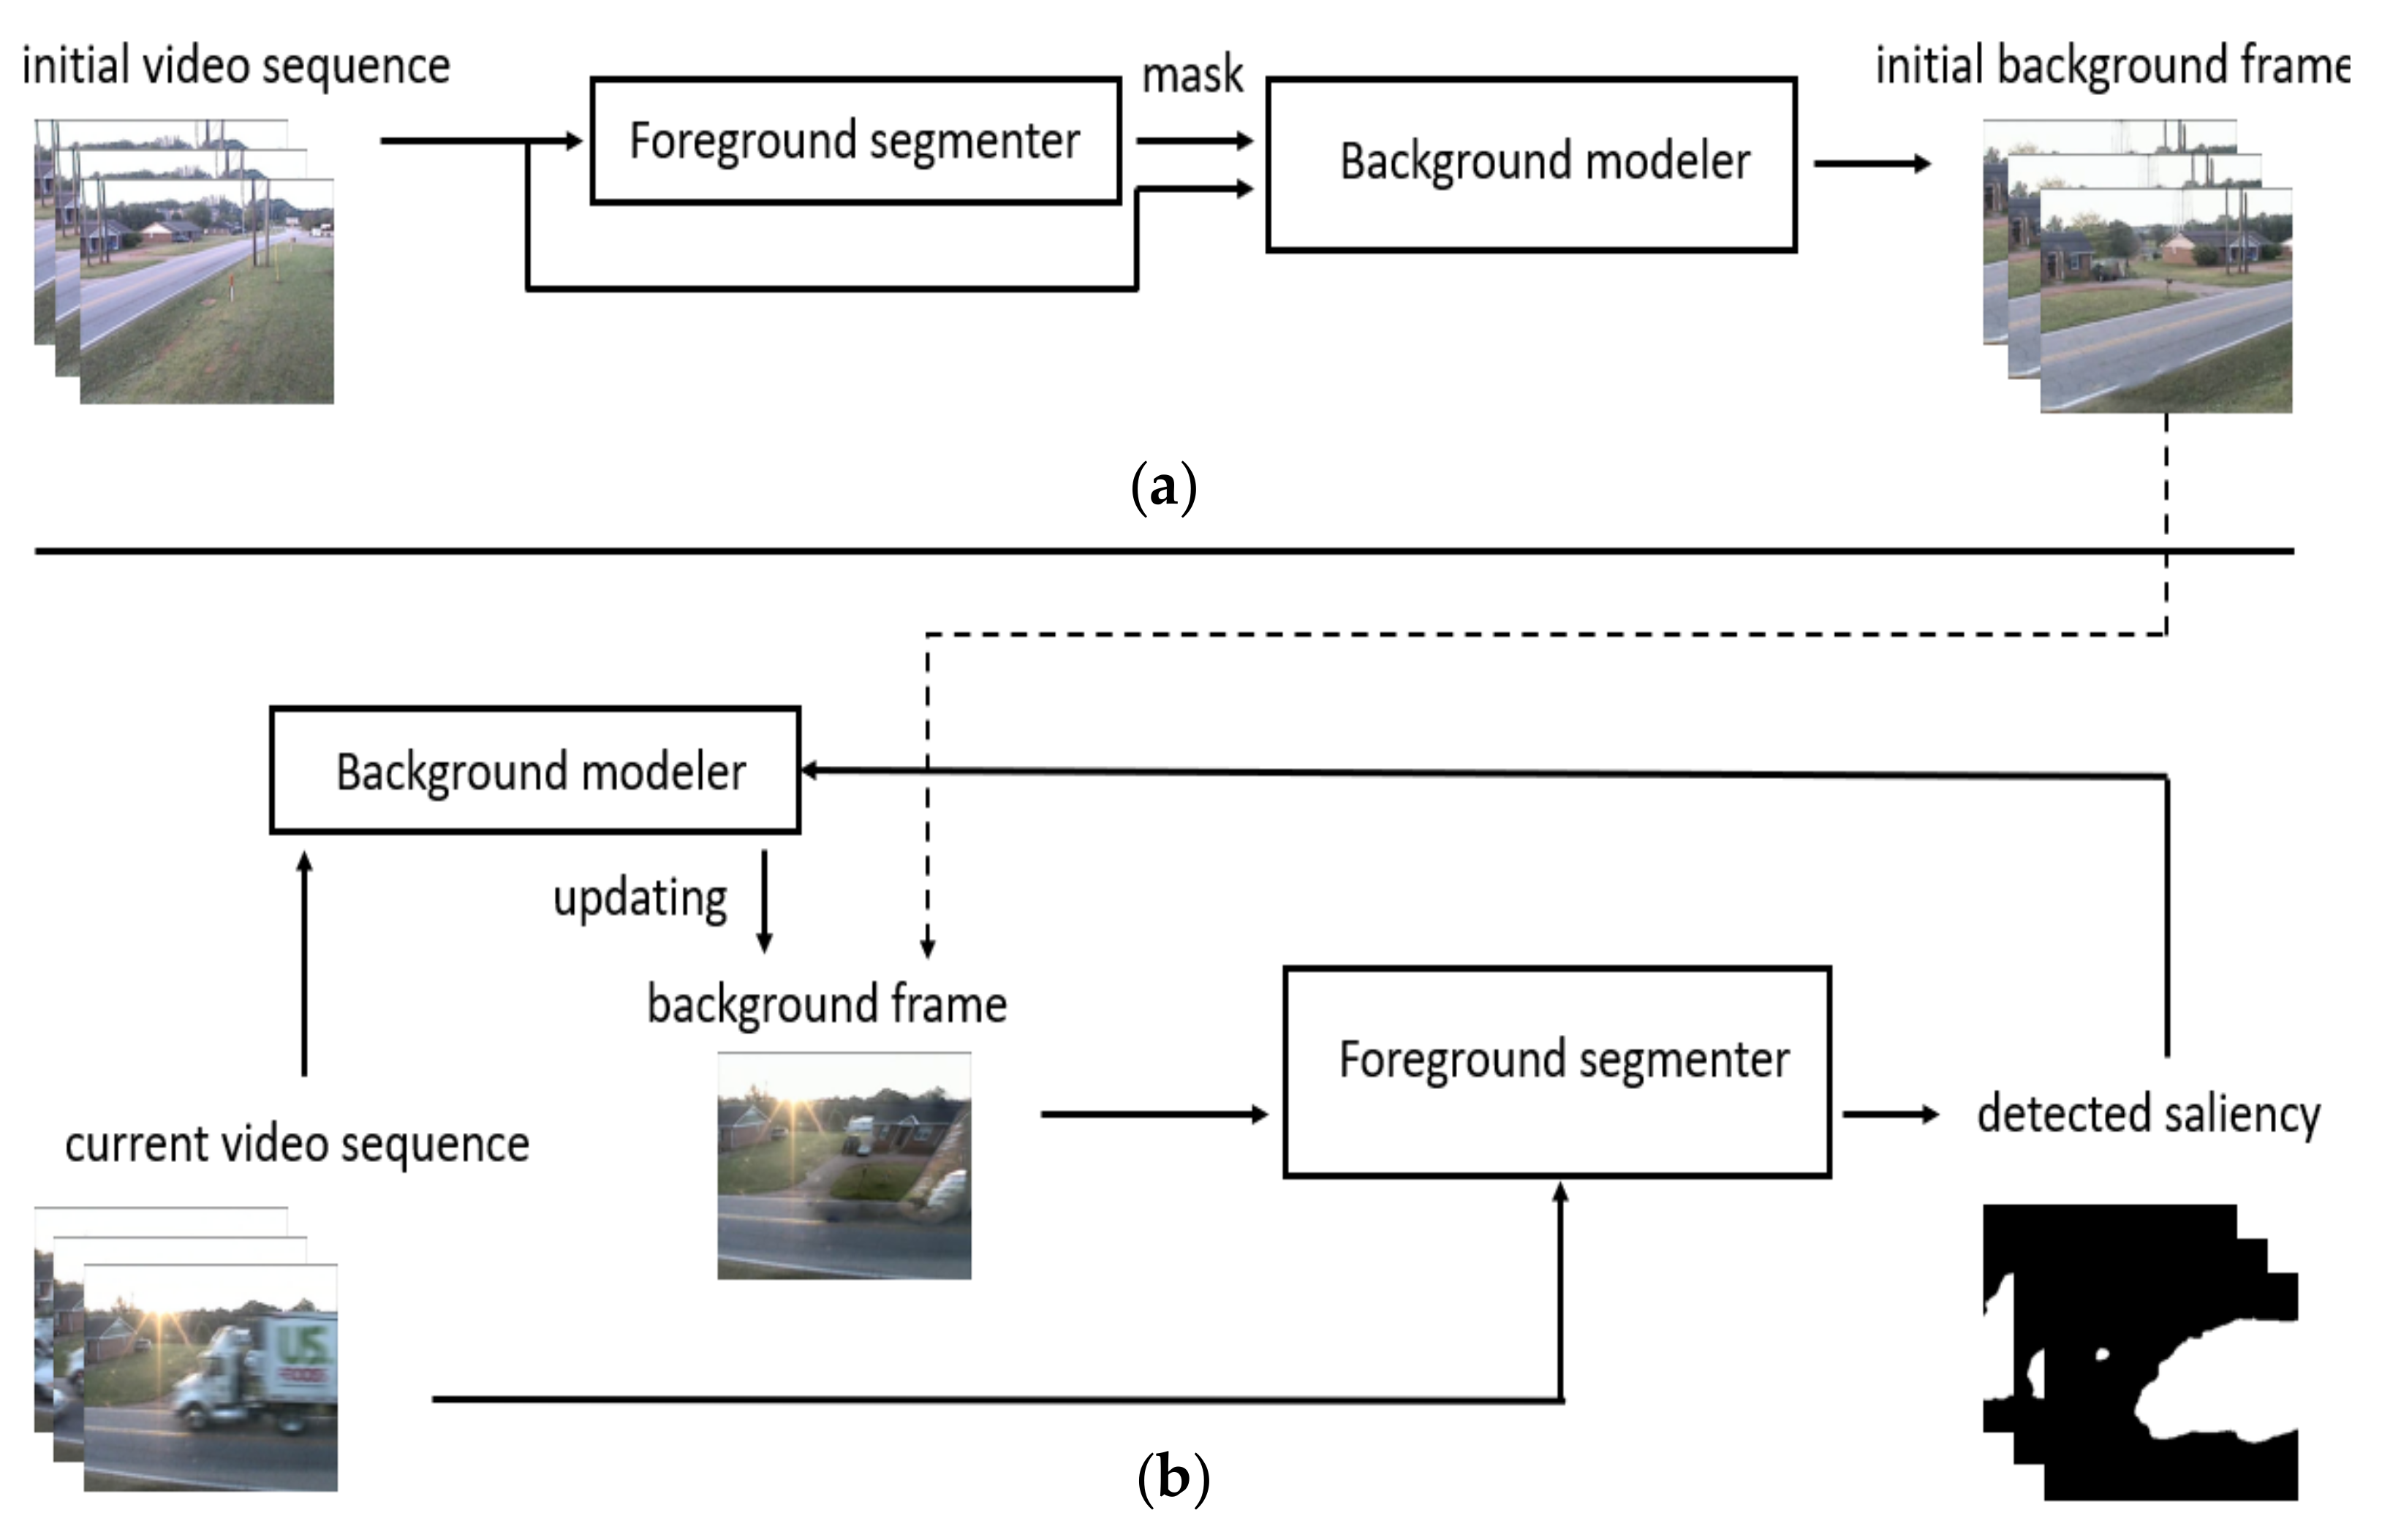 initial video sequence
Foreground segmenter
mask
Background modeler
initial background frame
(a)
Background modeler
updating
background frame
Foreground segmenter
detected saliency
current video sequence
U.S.
FOODS
(b)